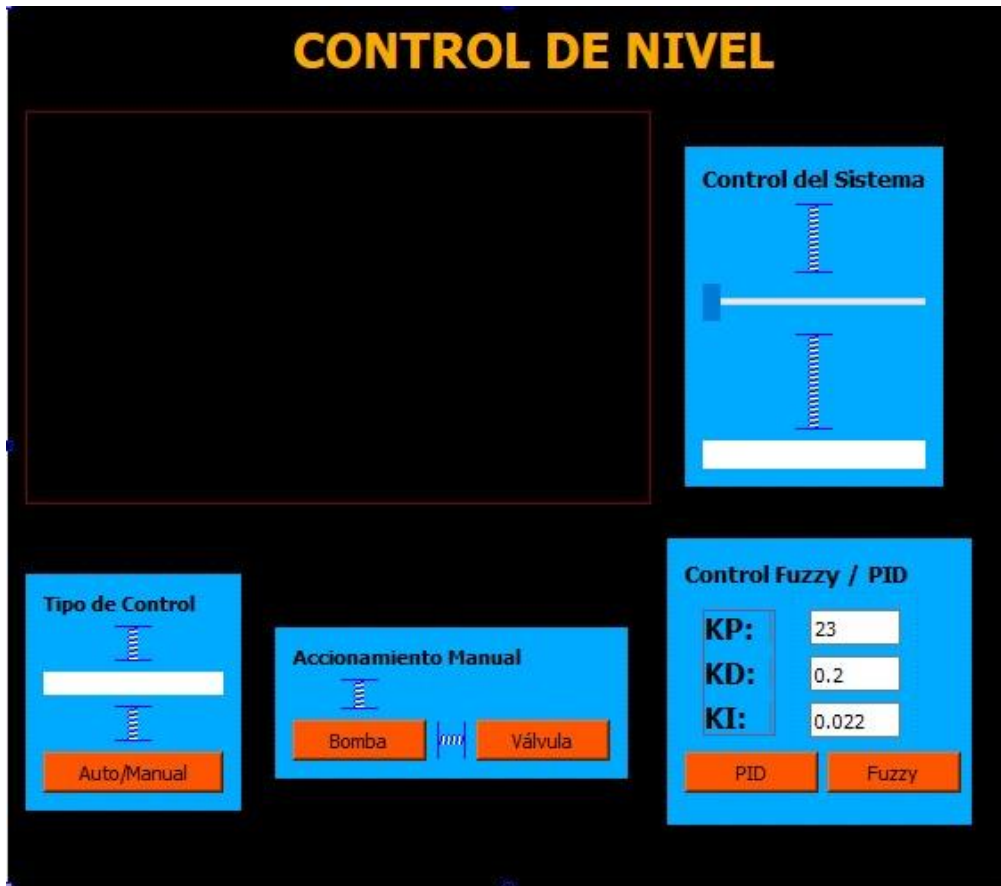 CONTROL DE NIVEL
Control del Sistema
Tipo de Control
Auto/Manual
Accionamiento Manual
Bomba Válvula
Control Fuzzy / PID
KP: 23
KD: 0.2
KI: 0.022
PID Fuzzy